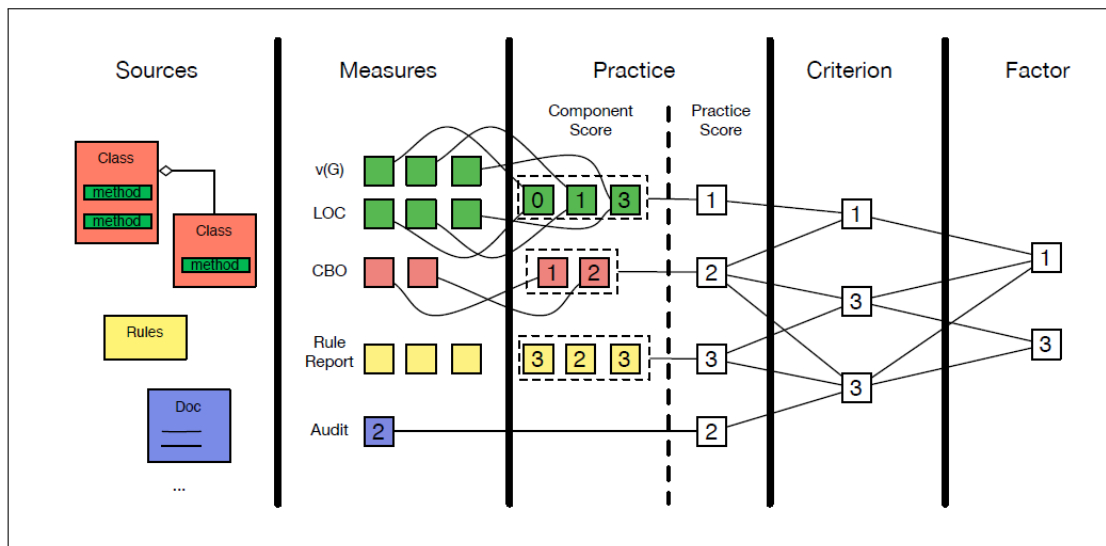 Sources
Measures
Practice
Criterion
Factor
Component
Score
Practice
Score
Class
method
method
Class
method
Rules
Doc
...
v(G)
LOC
CBO
Rule
Report
Audit
2
0 1 3
1 2
3 2 3
1
2
3
2
1
3
3
1
3